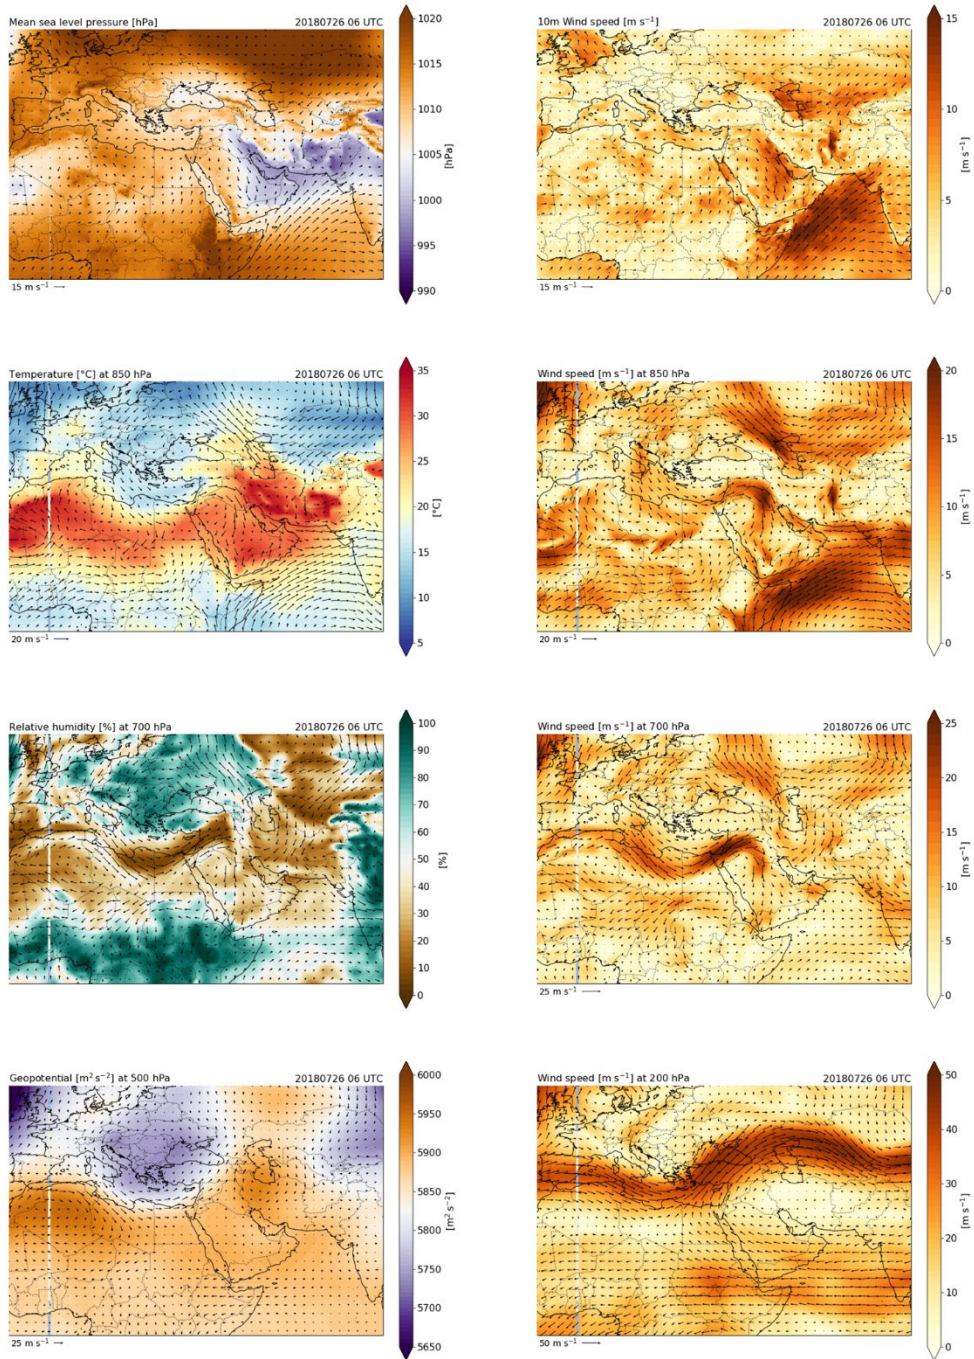 Mean sea level pressure [hPa] 20180726 06 UTC
1020
1015
1010
1005
1000
995
990
[hPa]
15 m s⁻¹
10m Wind speed [m s⁻¹] 20180726 06 UTC
15
10
5
0
[m s⁻¹]
15 m s⁻¹
Temperature [°C] at 850 hPa 20180726 06 UTC
35
30
25
20
15
10
5
[°C]
20 m s⁻¹
Wind speed [m s⁻¹] at 850 hPa 20180726 06 UTC
20
15
10
5
0
[m s⁻¹]
20 m s⁻¹
Relative humidity [%] at 700 hPa 20180726 06 UTC
100
90
80
70
60
50
40
30
20
10
0
[%]
Wind speed [m s⁻¹] at 700 hPa 20180726 06 UTC
25
20
15
10
5
0
[m s⁻¹]
25 m s⁻¹
Geopotential [m² s⁻²] at 500 hPa 20180726 06 UTC
6000
5950
5900
5850
5800
5750
5700
5650
[m² s⁻²]
25 m s⁻¹
Wind speed [m s⁻¹] at 200 hPa 20180726 06 UTC
50
40
30
20
10
0
[m s⁻¹]
50 m s⁻¹